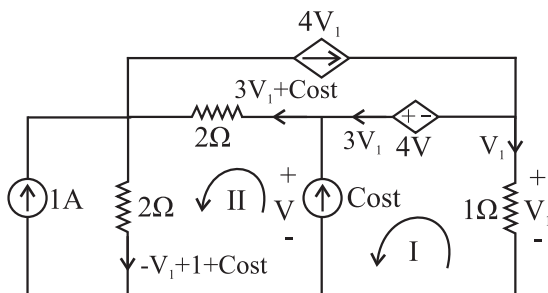 4V₁
3V₁+Cost
2Ω
3V₁
+ -
4V
V₁
1A
2Ω
II
+
V
-
Cost
I
1Ω
+
V₁
-
-V₁+1+Cost